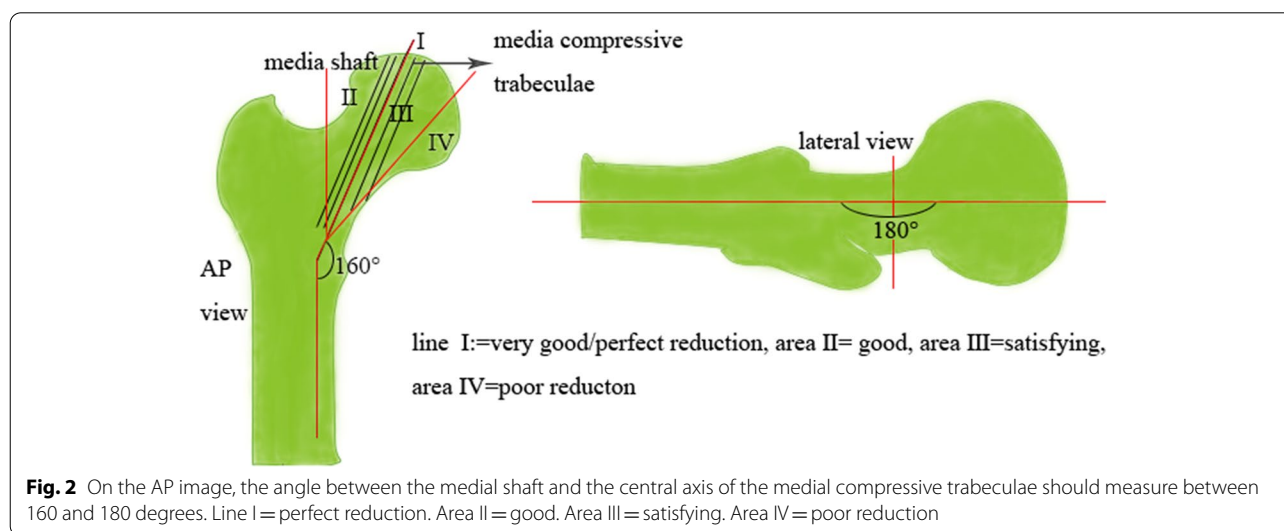 I
media compressive
media shaft
trabeculae
II
III
IV
lateral view
180°
160°
AP
view
line I:=very good/perfect reduction, area II= good, area III=satisfying,
area IV=poor reducton
Fig. 2 On the AP image, the angle between the medial shaft and the central axis of the medial compressive trabeculae should measure between
160 and 180 degrees. Line I = perfect reduction. Area II = good. Area III = satisfying. Area IV = poor reduction